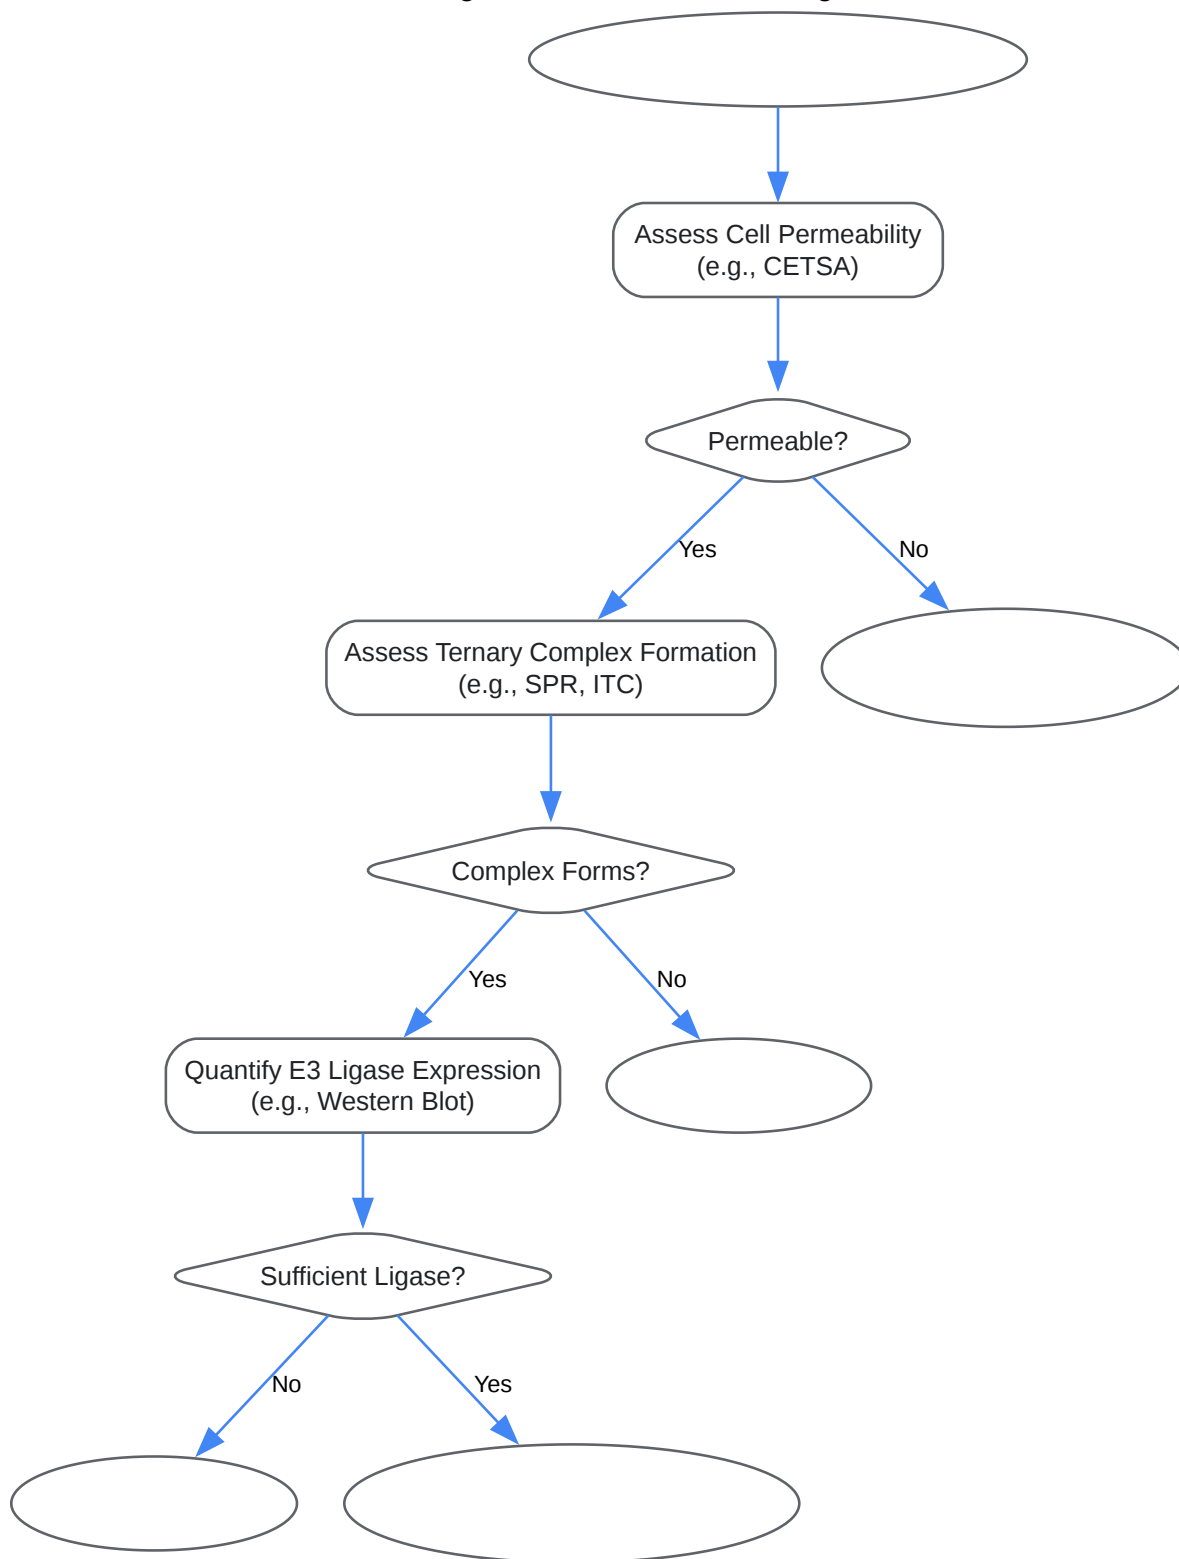 Assess Cell Permeability
(e.g., CETSA)
Permeable?
Yes
No
Assess Ternary Complex Formation
(e.g., SPR, ITC)
Complex Forms?
Yes
No
Quantify E3 Ligase Expression
(e.g., Western Blot)
Sufficient Ligase?
No
Yes